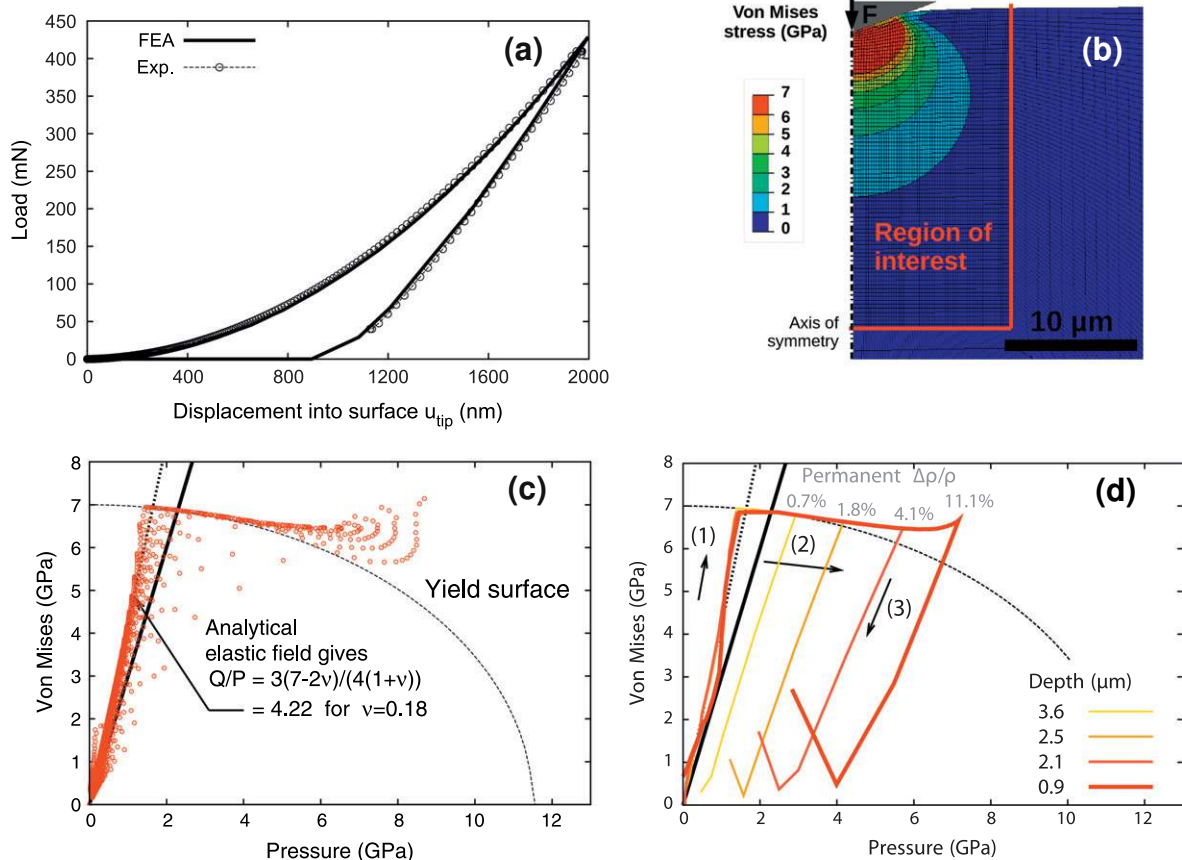 FEA
Exp.
(a)
450
400
350
300
250
200
150
100
50
0
Load (mN)
0 400 800 1200 1600 2000
Displacement into surface u_tip (nm)
Von Mises
stress (GPa)
F
(b)
7
6
5
4
3
2
1
0
Region of
interest
Axis of
symmetry
10 µm
8
7
6
5
4
3
2
1
0
Von Mises (GPa)
(c)
Yield surface
Analytical
elastic field gives
Q/P = 3(7-2ν)/(4(1+ν))
= 4.22 for ν=0.18
0 2 4 6 8 10 12
Pressure (GPa)
8
7
6
5
4
3
2
1
0
Von Mises (GPa)
(d)
Permanent Δρ/ρ
0.7%
1.8%
4.1%
11.1%
(1)
(2)
(3)
Depth (µm)
3.6
2.5
2.1
0.9
0 2 4 6 8 10 12
Pressure (GPa)